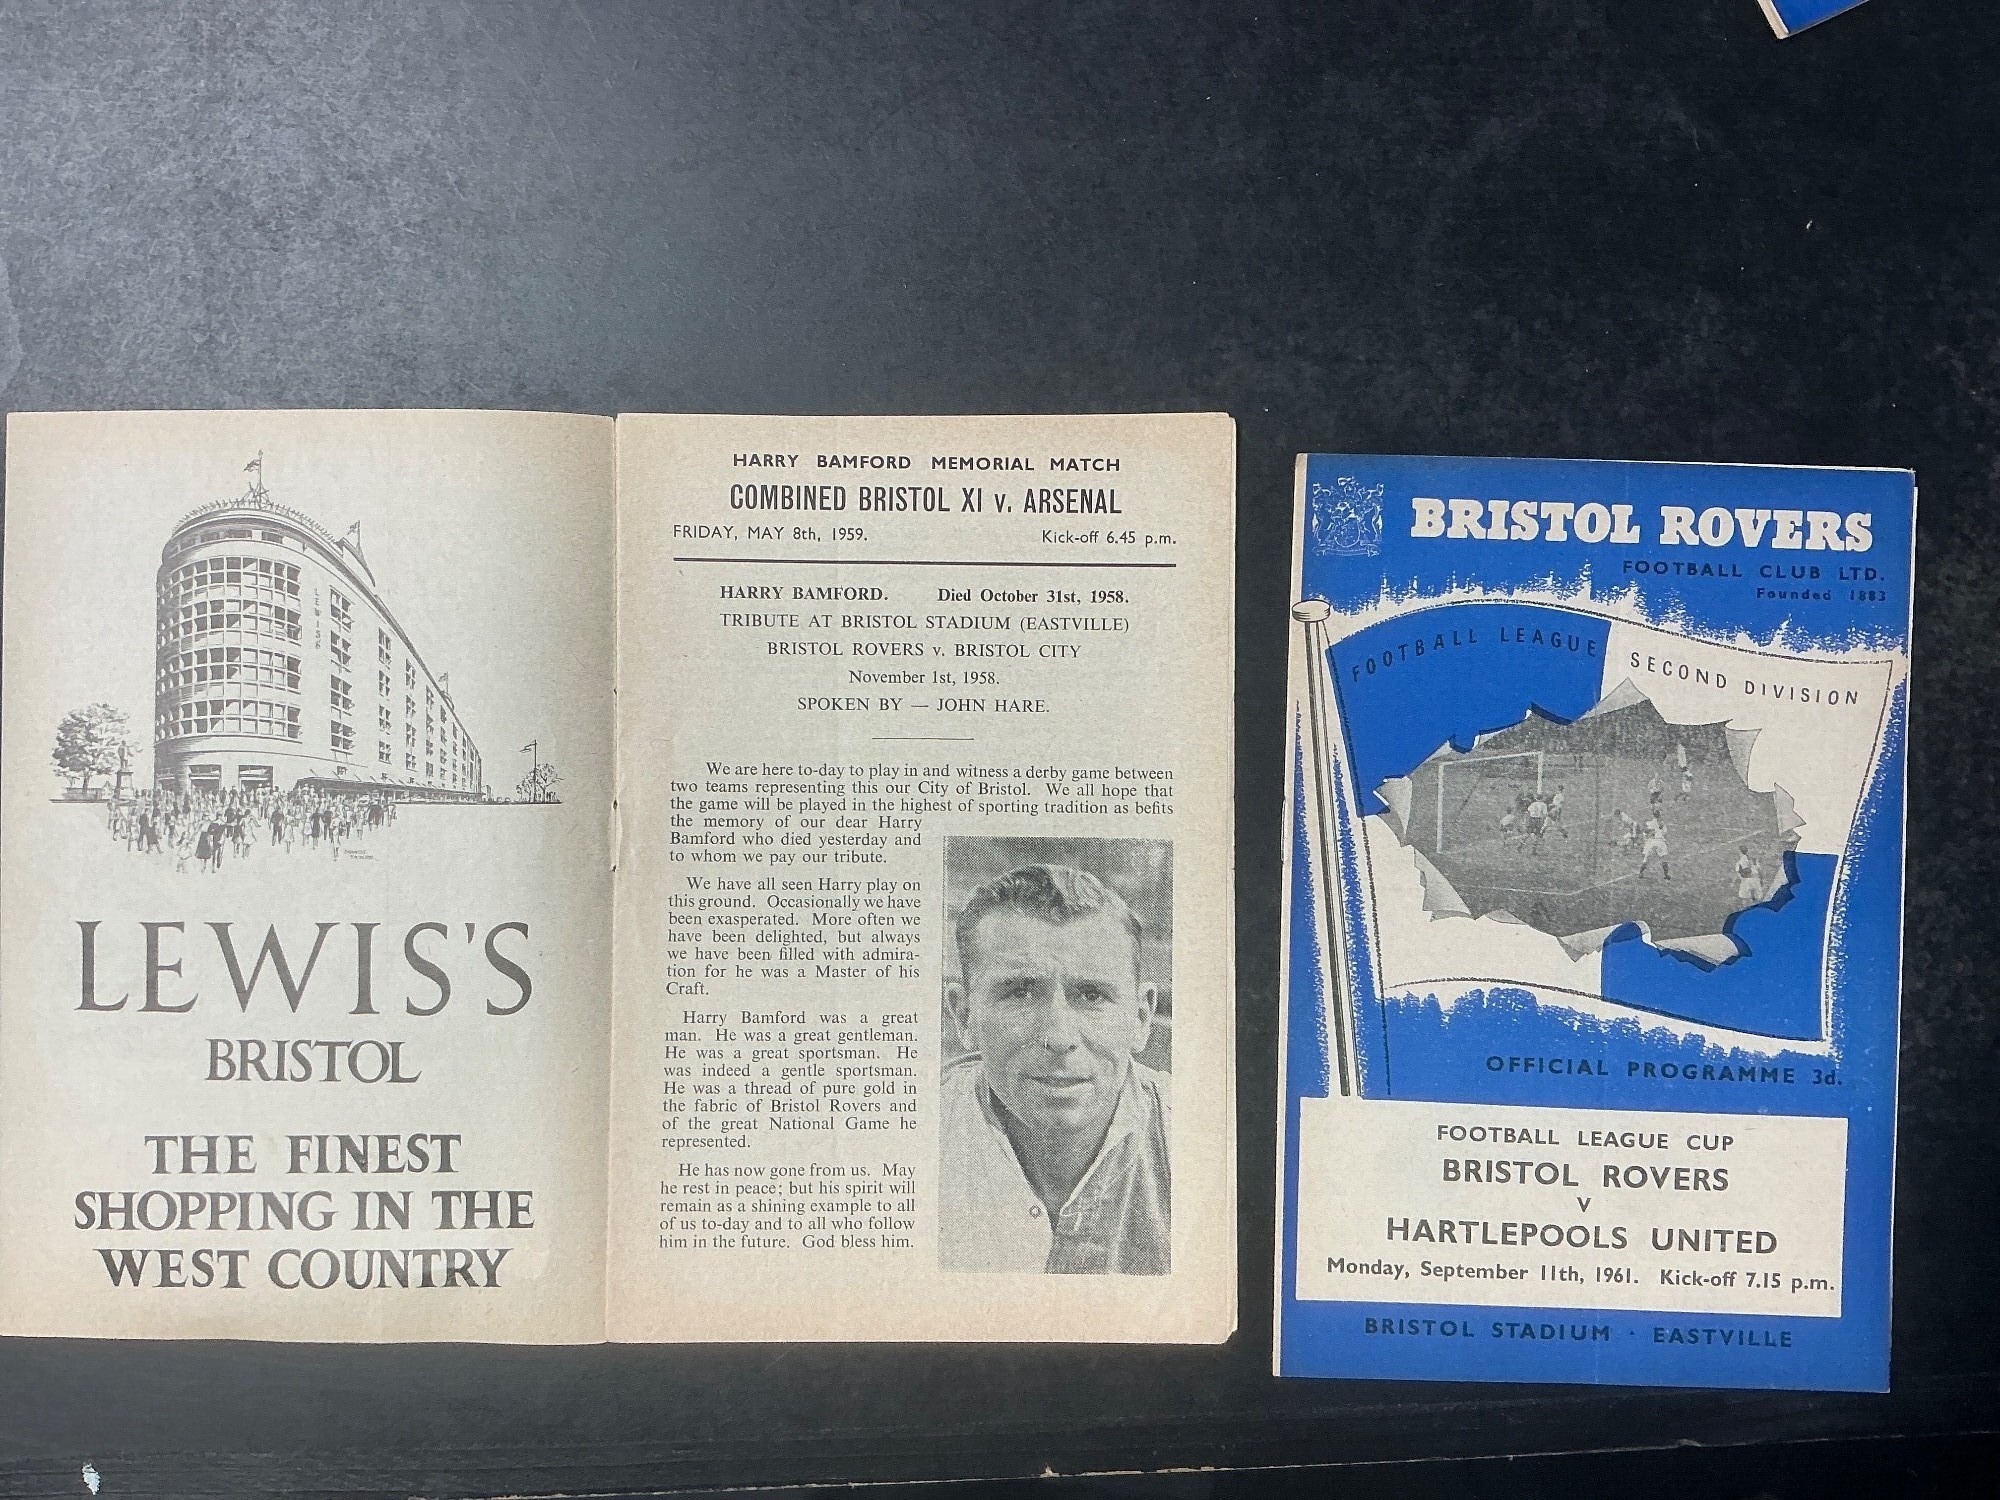 LEWIS'S
LEWIS'S
BRISTOL
THE FINEST
SHOPPING IN THE
WEST COUNTRY
HARRY BAMFORD MEMORIAL MATCH
COMBINED BRISTOL XI v. ARSENAL
FRIDAY, MAY 8th, 1959. Kick-off 6.45 p.m.
HARRY BAMFORD. Died October 31st, 1958.
TRIBUTE AT BRISTOL STADIUM (EASTVILLE)
BRISTOL ROVERS v. BRISTOL CITY
November 1st, 1958.
SPOKEN BY — JOHN HARE.
We are here to-day to play in and witness a derby game between
two teams representing this our City of Bristol. We all hope that
the game will be played in the highest of sporting tradition as befits
the memory of our dear Harry
Bamford who died yesterday and
to whom we pay our tribute.
We have all seen Harry play on
this ground. Occasionally we have
been exasperated. More often we
have been delighted, but always
we have been filled with admira-
tion for he was a Master of his
Craft.
Harry Bamford was a great
man. He was a great gentleman.
He was a great sportsman. He
was indeed a gentle sportsman.
He was a thread of pure gold in
the fabric of Bristol Rovers and
of the great National Game he
represented.
He has now gone from us. May
he rest in peace; but his spirit will
remain as a shining example to all
of us to-day and to all who follow
him in the future. God bless him.
BRISTOL ROVERS
FOOTBALL CLUB LTD.
Founded 1883
FOOTBALL LEAGUE SECOND DIVISION
OFFICIAL PROGRAMME 3d.
FOOTBALL LEAGUE CUP
BRISTOL ROVERS
V
HARTLEPOOLS UNITED
Monday, September 11th, 1961. Kick-off 7.15 p.m.
BRISTOL STADIUM · EASTVILLE